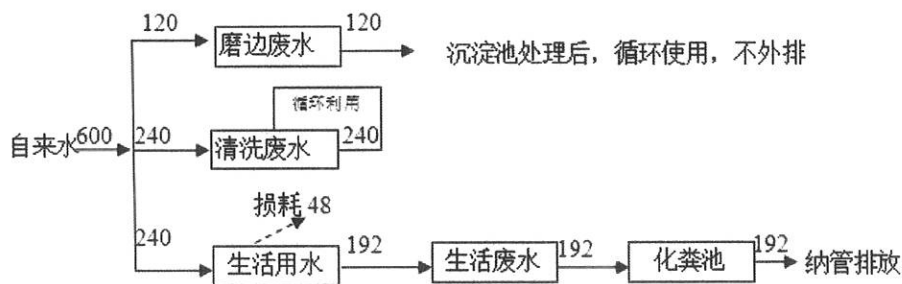 120
磨边废水
120
沉淀池处理后，循环使用，不外排
循环利用
自来水
600
240
清洗废水
240
损耗 48
240
生活用水
192
生活废水
192
化粪池
192
纳管排放